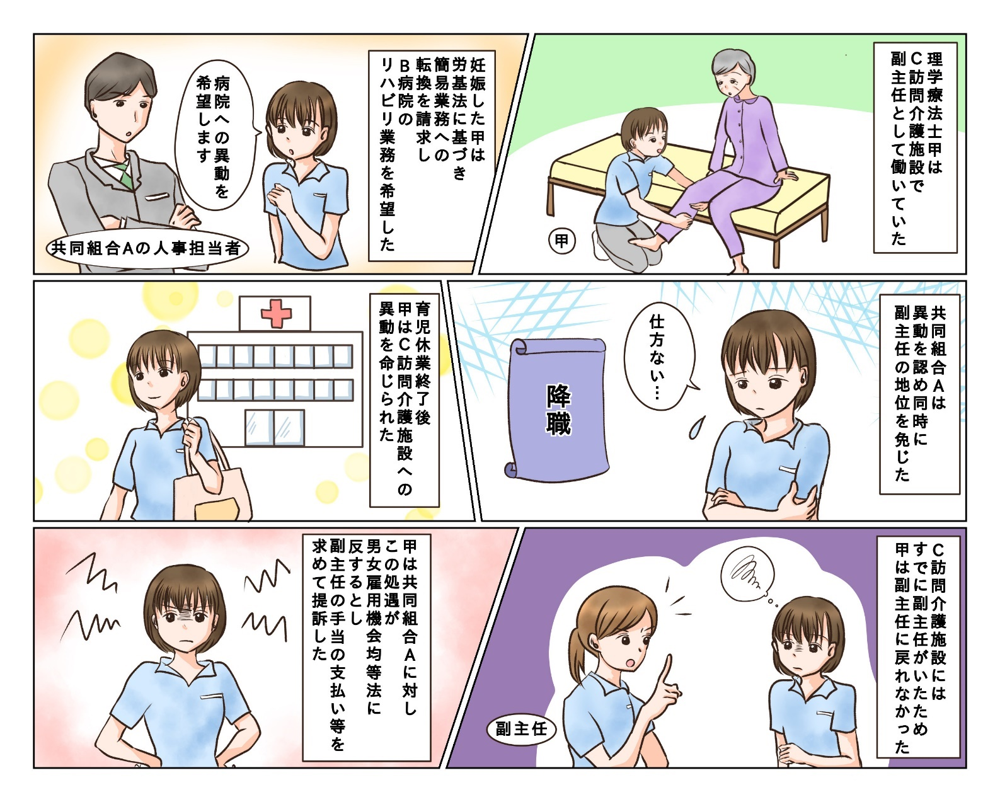 理学療法士甲は
C訪問介護施設で
副主任として働いていた
甲
妊娠した甲は
労基法に基づき
簡易業務への
転換を請求し
B病院の
リハビリ業務を希望した
病院への異動を
希望します
共同組合Aの人事担当者
共同組合Aは
異動を認め同時に
副主任の地位を免じた
仕方ない…
降職
育児休業終了後
甲はC訪問介護施設への
異動を命じられた
C訪問介護施設には
すでに副主任がいたため
甲は副主任に戻れなかった
副主任
甲は共同組合Aに対し
この処遇が
男女雇用機会均等法に
反するとし
副主任の手当の支払い等を
求めて提訴した